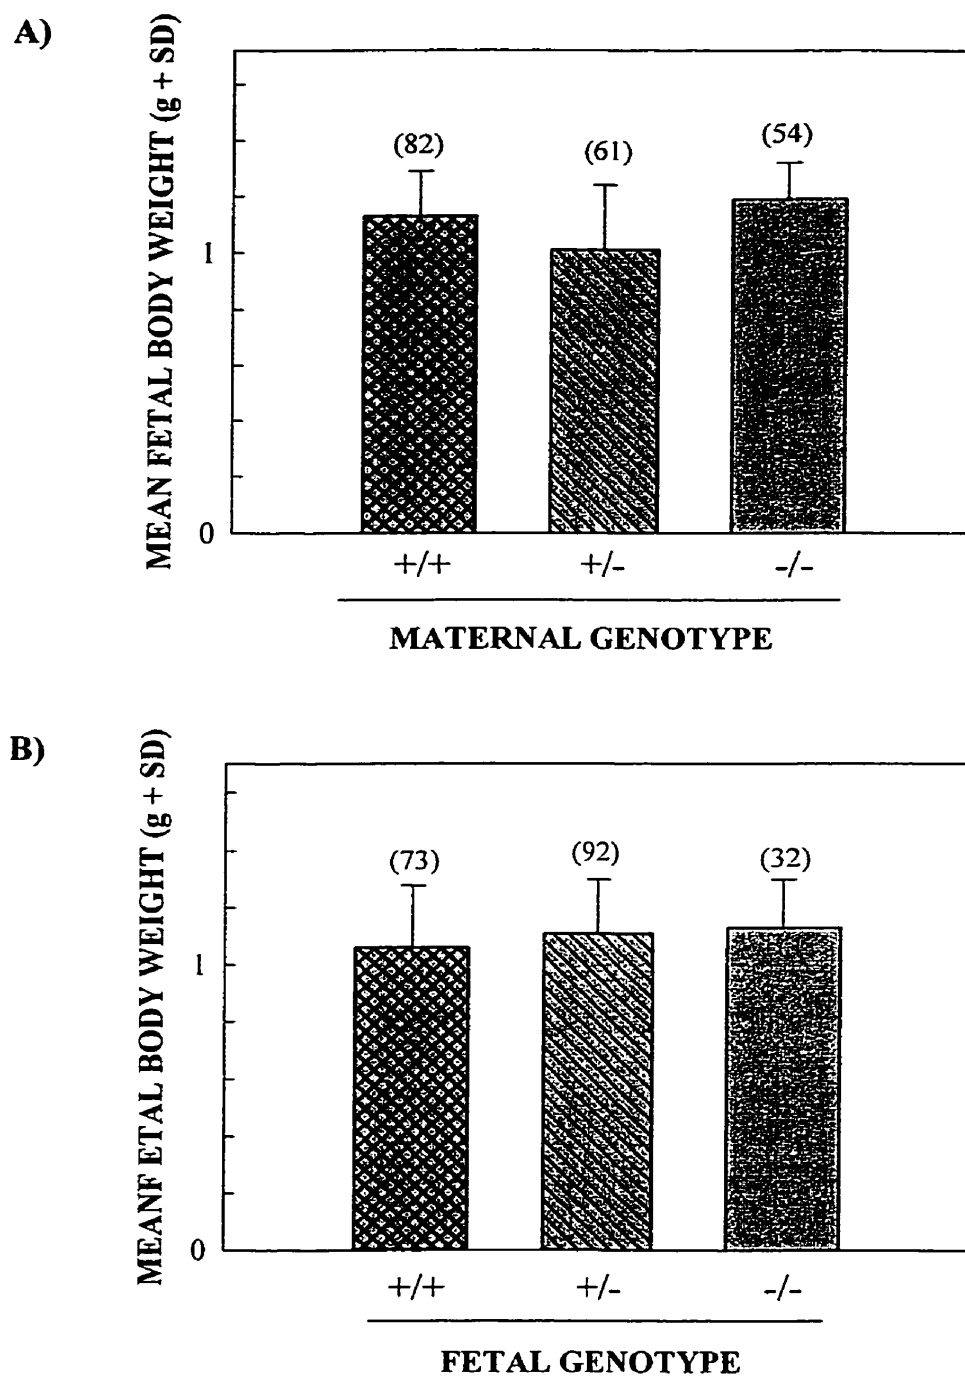 A)
MEAN FETAL BODY WEIGHT (g + SD)
(82)
(61)
(54)
1
0
+/+
+/-
-/-
MATERNAL GENOTYPE
B)
MEANF ETAL BODY WEIGHT (g + SD)
(73)
(92)
(32)
1
0
+/+
+/-
-/-
FETAL GENOTYPE